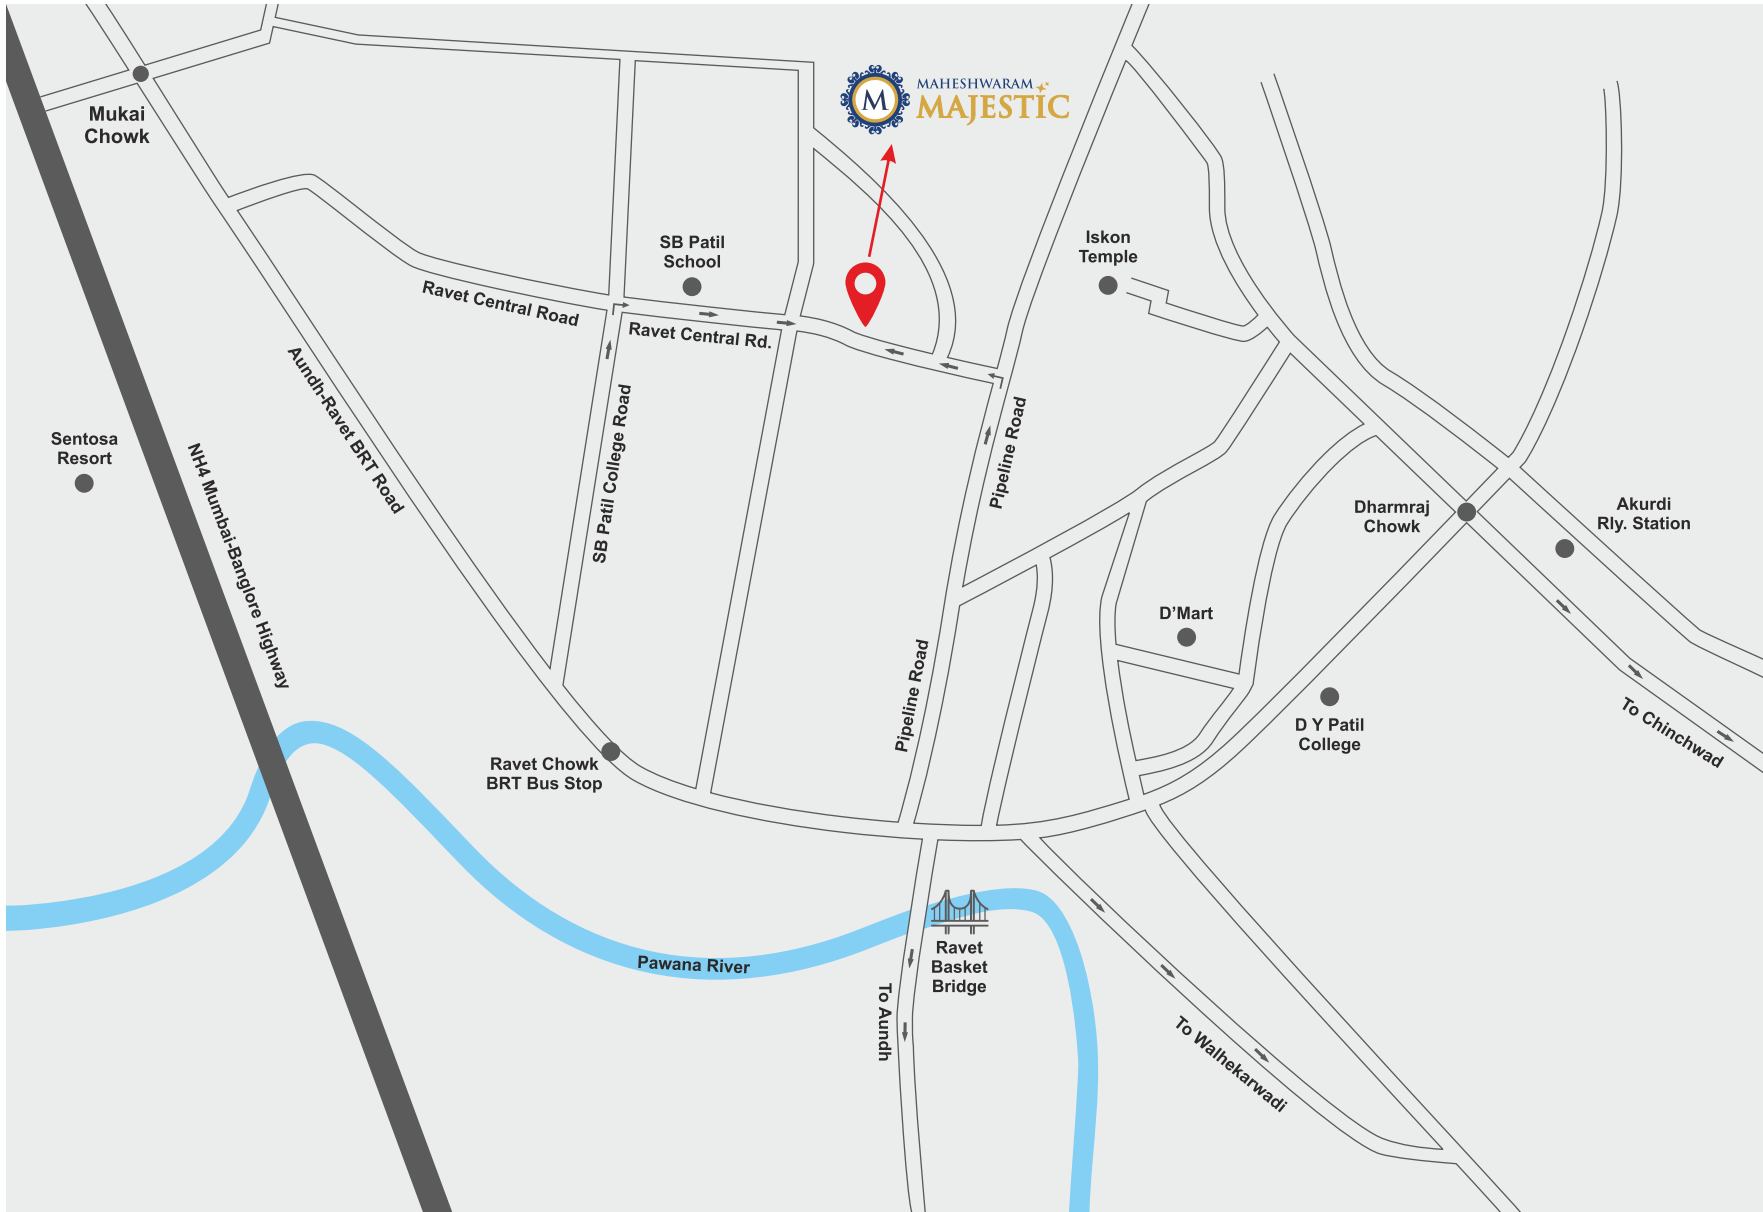 MAHESHWARAM
M
MAJESTIC
Mukai
Chowk
SB Patil
School
Iskon
Temple
Ravet Central Road
Ravet Central Rd.
Aundh-Ravet BRT Road
SB Patil College Road
Pipeline Road
Sentosa
Resort
NH4 Mumbai-Banglore Highway
Dharmraj
Chowk
Akurdi
Rly. Station
D'Mart
Pipeline Road
D Y Patil
College
To Chinchwad
Ravet Chowk
BRT Bus Stop
Pawana River
Ravet
Basket
Bridge
To Aundh
To Walhekarwadi